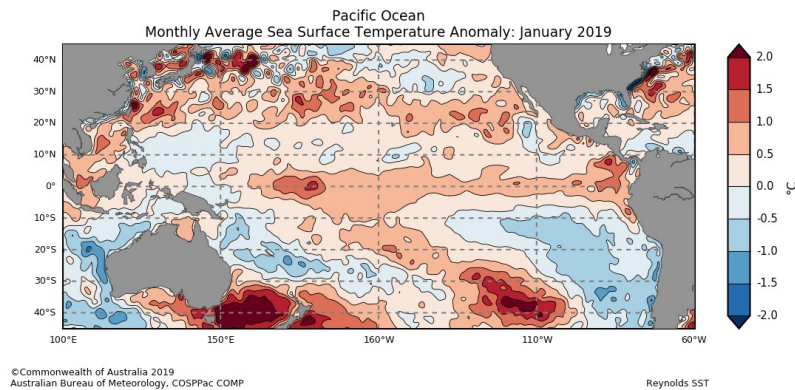 Pacific Ocean
Monthly Average Sea Surface Temperature Anomaly: January 2019
40°N
30°N
20°N
10°N
0°
10°S
20°S
30°S
40°S
100°E
150°E
160°W
110°W
60°W
2.0
1.5
1.0
0.5
0.0
-0.5
-1.0
-1.5
-2.0
°C
©Commonwealth of Australia 2019
Australian Bureau of Meteorology, COSPPac COMP
Reynolds SST